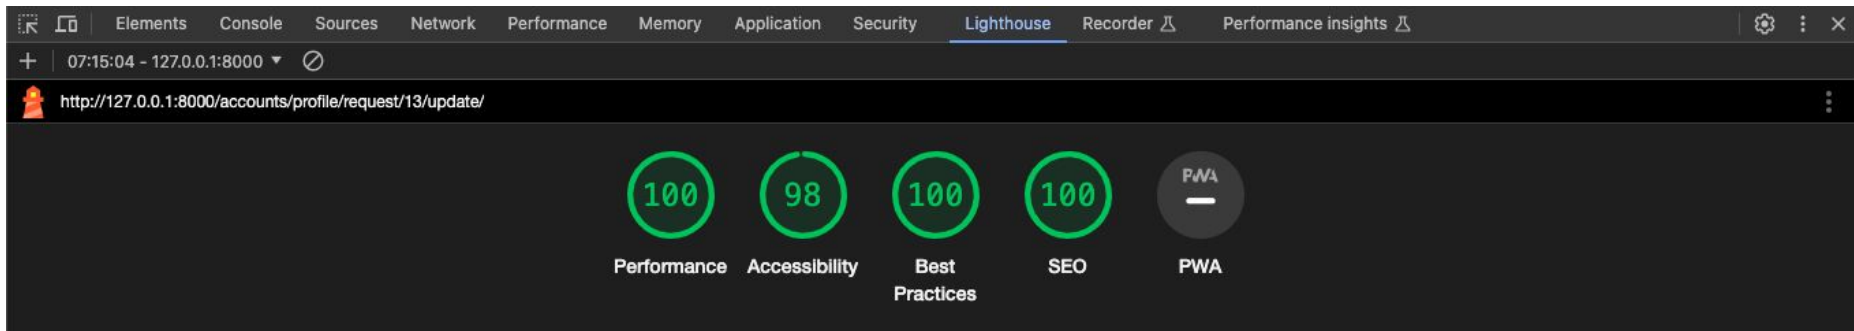 Elements Console Sources Network Performance Memory Application Security Lighthouse Recorder Performance insights
07:15:04 - 127.0.0.1:8000
http://127.0.0.1:8000/accounts/profile/request/13/update/
100 98 100 100 PWA
Performance Accessibility Best Practices SEO PWA